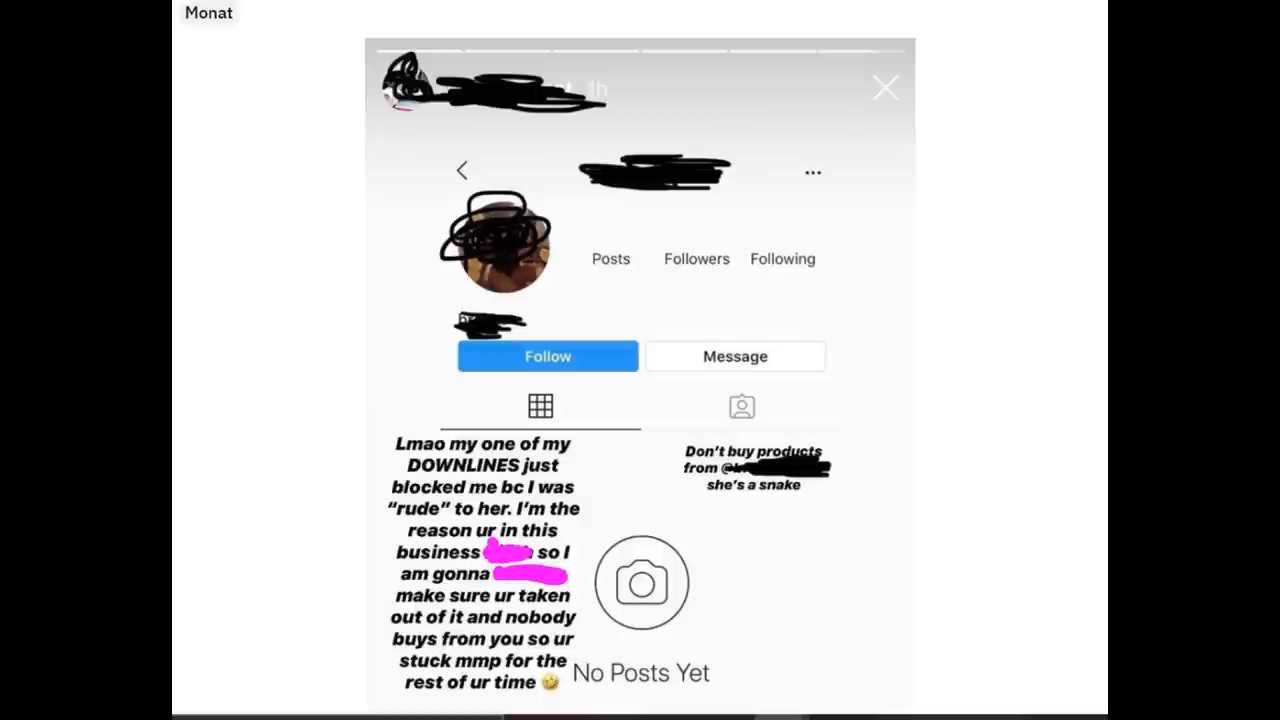 Monat
1h
Posts Followers Following
Follow Message
Lmao my one of my
DOWNLINES just
blocked me bc I was
“rude” to her. I’m the
reason ur in this
business so I
am gonna
make sure ur taken
out of it and nobody
buys from you so ur
stuck mmp for the
rest of ur time 🤣
Don’t buy products
from
she’s a snake
No Posts Yet